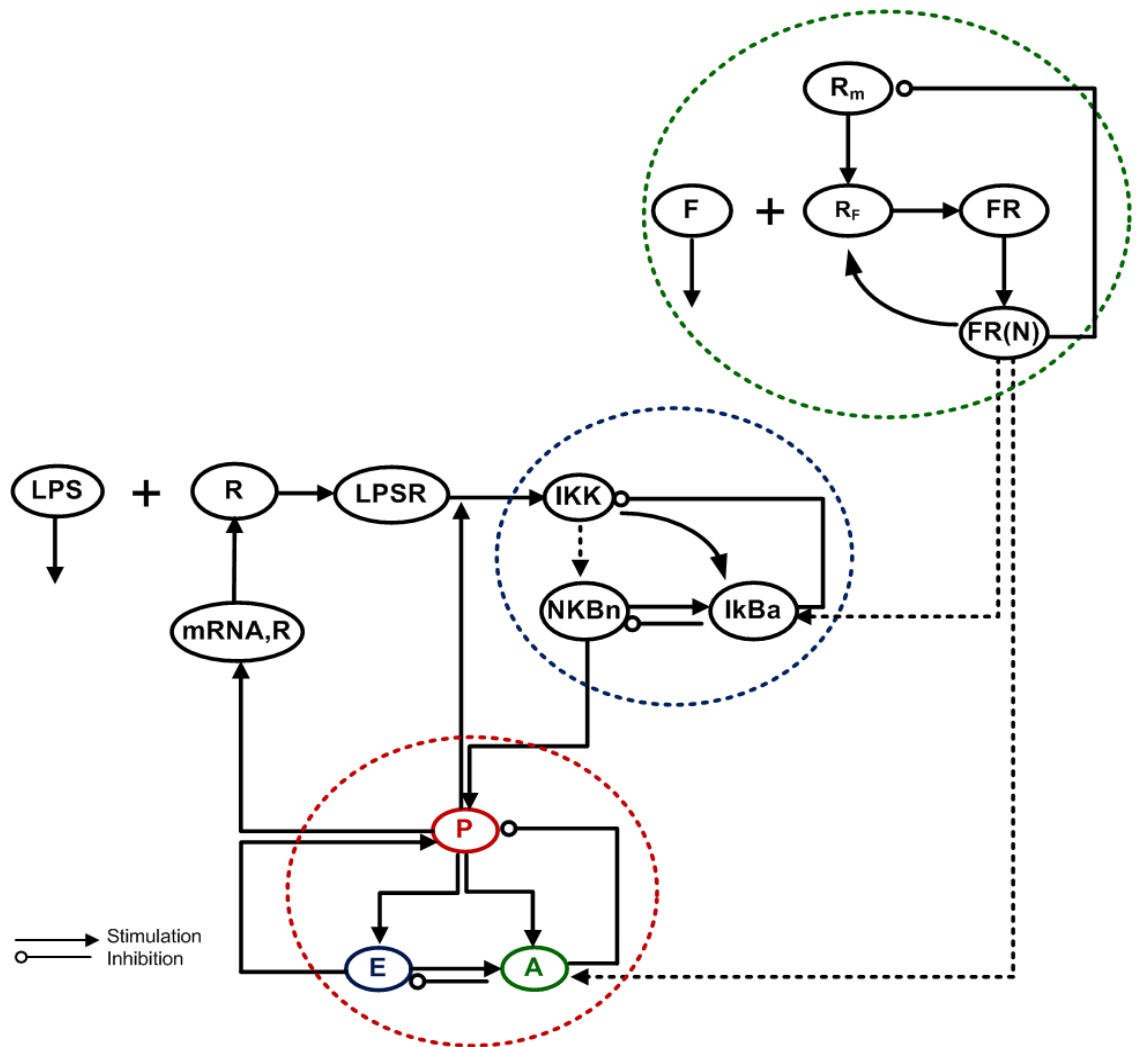 Rm
F + RF FR
FR(N)
LPS + R LPSR IKK
NKBn IkBa
mRNA,R
P
Stimulation
Inhibition
E A